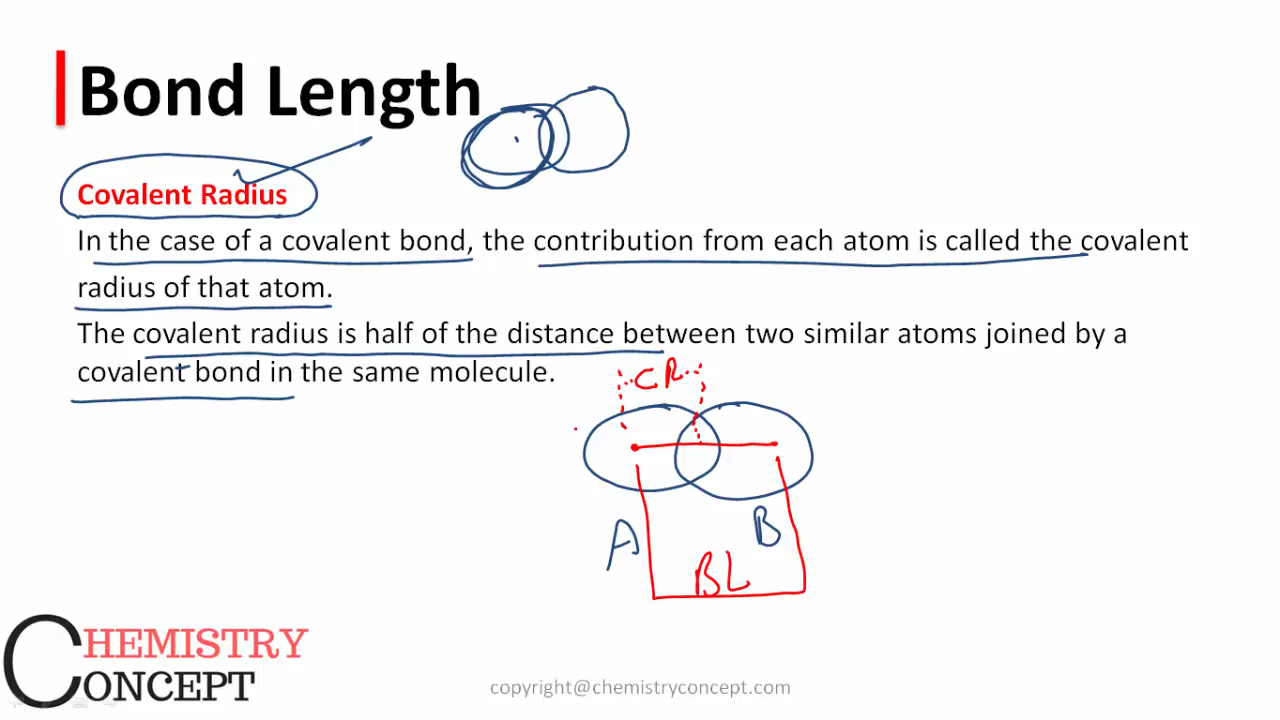 Bond Length
Covalent Radius
In the case of a covalent bond, the contribution from each atom is called the covalent
radius of that atom.
The covalent radius is half of the distance between two similar atoms joined by a
covalent bond in the same molecule.
CR
A
B
BL
CHEMISTRY
CONCEPT
copyright@chemistryconcept.com